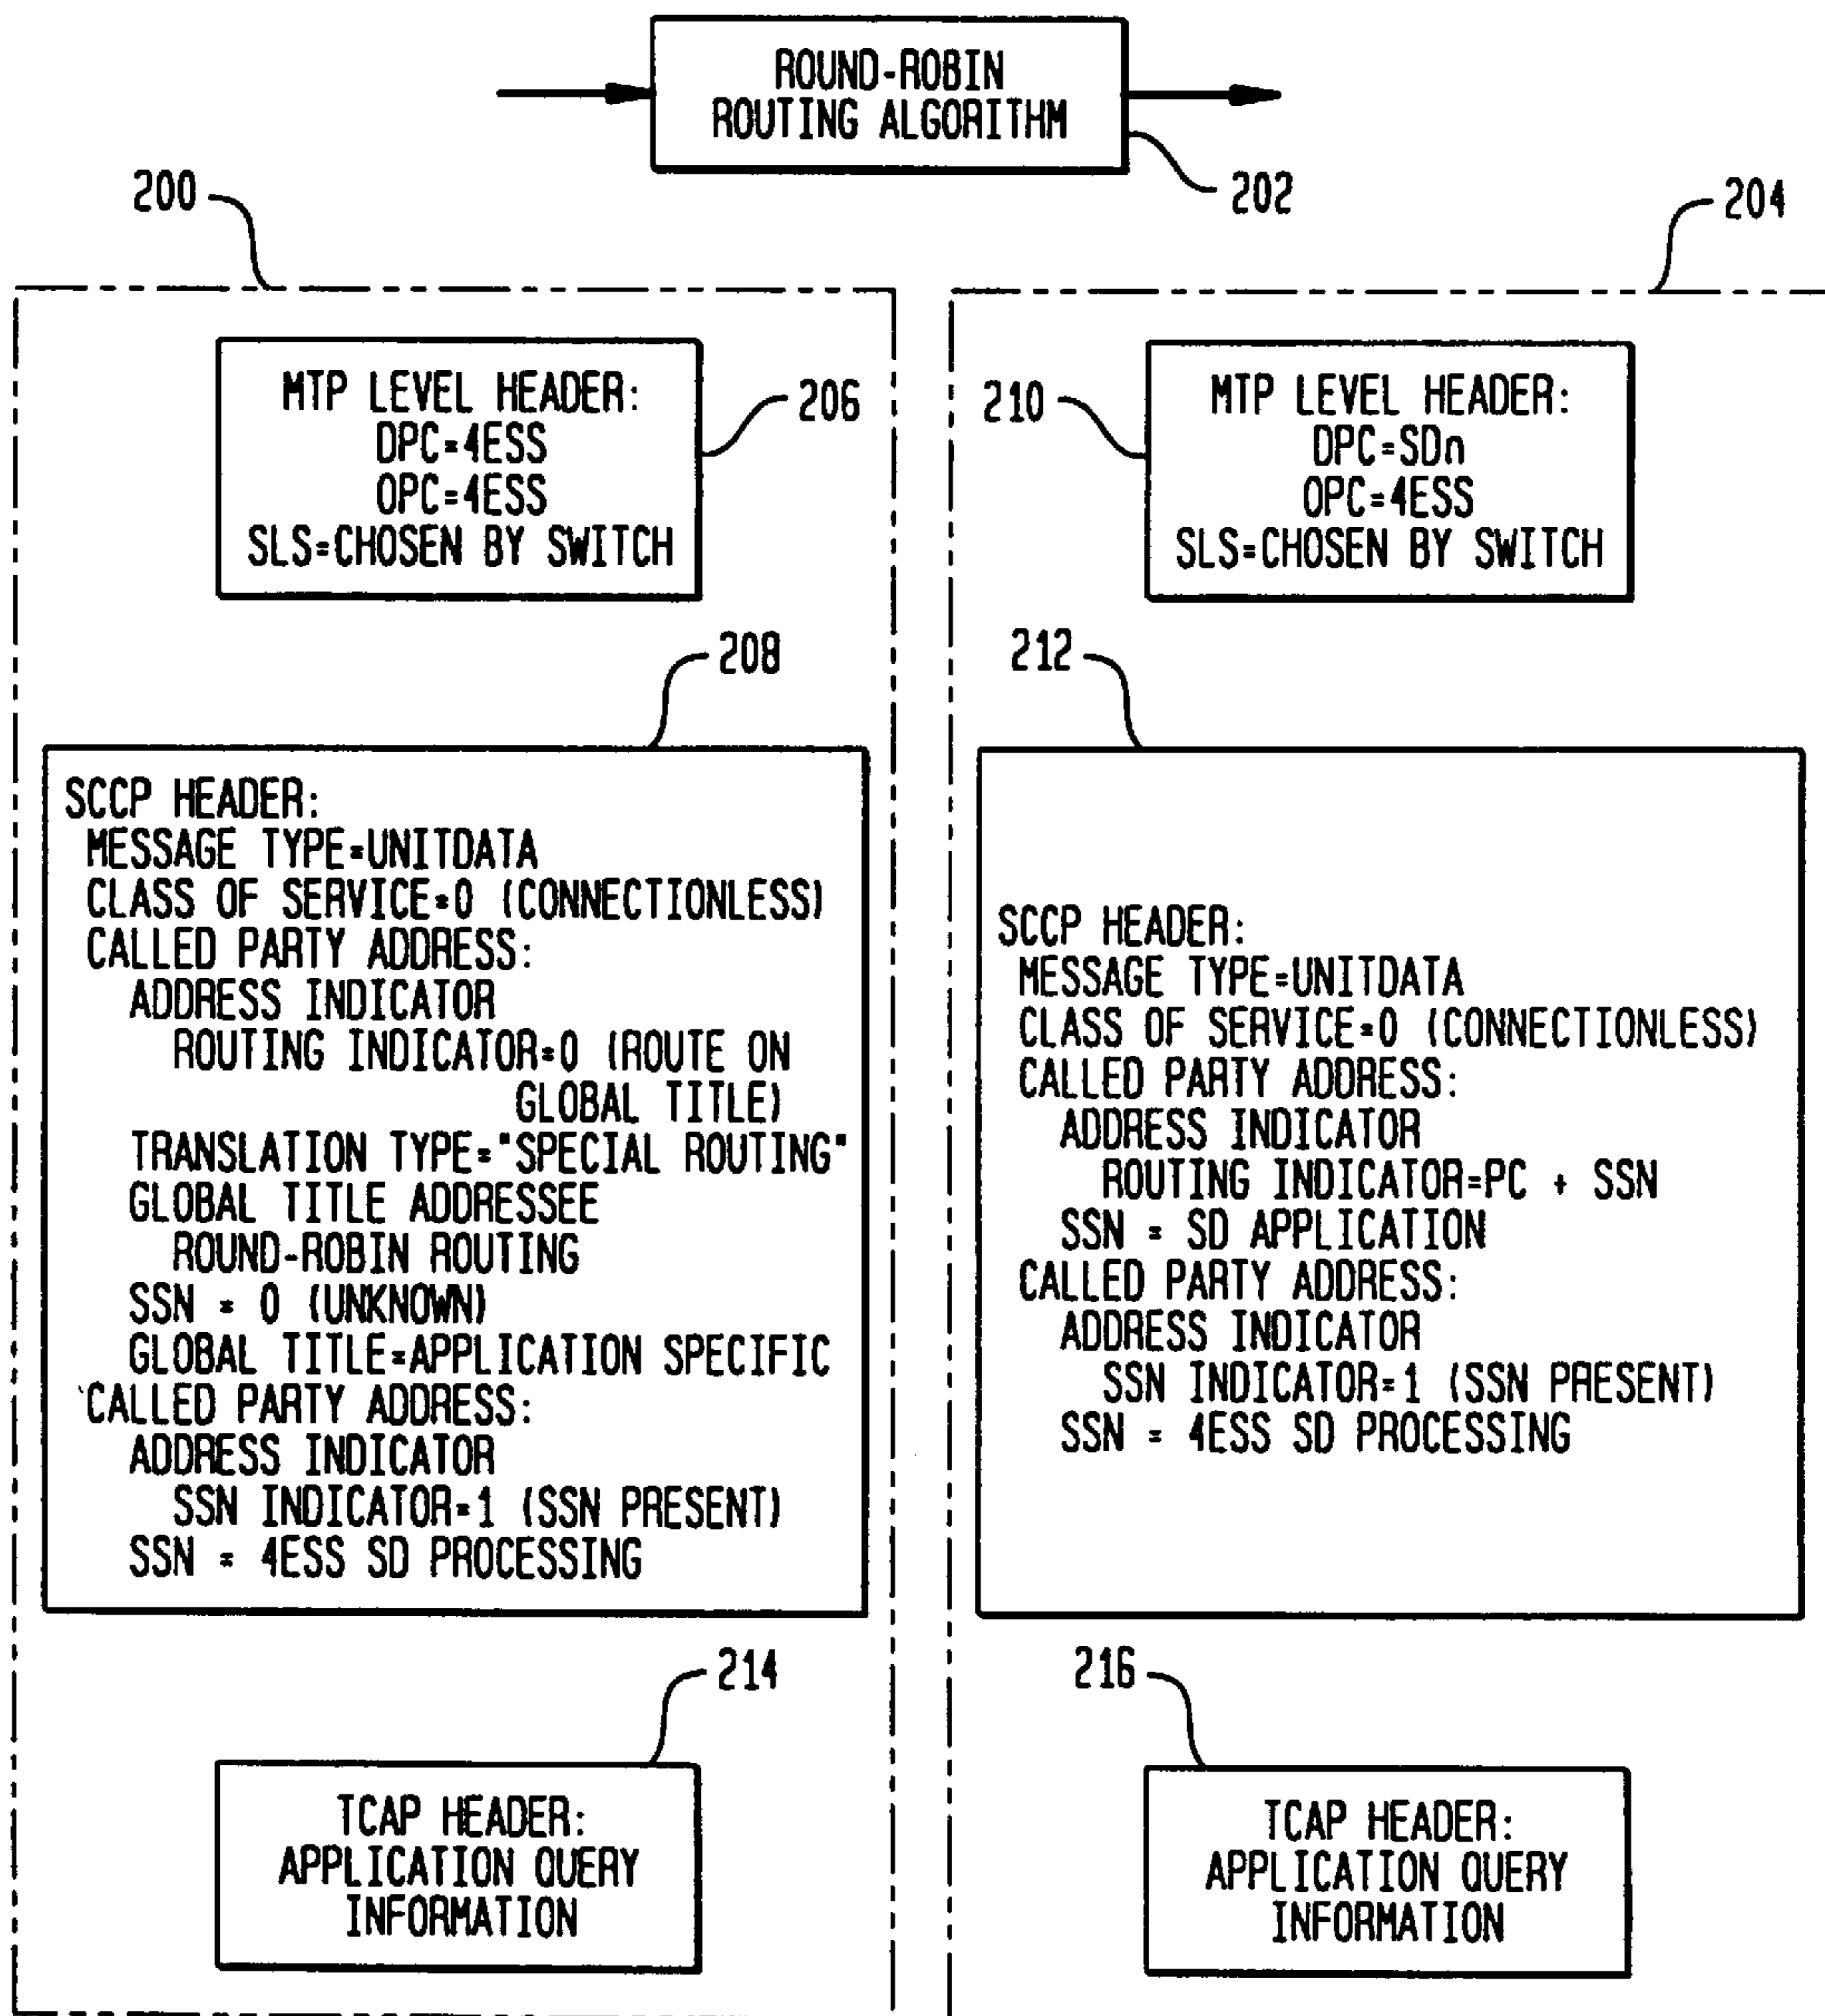 ROUND-ROBIN
ROUTING ALGORITHM
202
200
204
MTP LEVEL HEADER:
DPC=4ESS
OPC=4ESS
SLS=CHOSEN BY SWITCH
206
208
SCCP HEADER:
MESSAGE TYPE=UNITDATA
CLASS OF SERVICE=0 (CONNECTIONLESS)
CALLED PARTY ADDRESS:
ADDRESS INDICATOR
ROUTING INDICATOR=0 (ROUTE ON
GLOBAL TITLE)
TRANSLATION TYPE="SPECIAL ROUTING"
GLOBAL TITLE ADDRESSEE
ROUND-ROBIN ROUTING
SSN = 0 (UNKNOWN)
GLOBAL TITLE=APPLICATION SPECIFIC
CALLED PARTY ADDRESS:
ADDRESS INDICATOR
SSN INDICATOR=1 (SSN PRESENT)
SSN = 4ESS SD PROCESSING
214
TCAP HEADER:
APPLICATION QUERY
INFORMATION
210
MTP LEVEL HEADER:
DPC=SDn
OPC=4ESS
SLS=CHOSEN BY SWITCH
212
SCCP HEADER:
MESSAGE TYPE=UNITDATA
CLASS OF SERVICE=0 (CONNECTIONLESS)
CALLED PARTY ADDRESS:
ADDRESS INDICATOR
ROUTING INDICATOR=PC + SSN
SSN = SD APPLICATION
CALLED PARTY ADDRESS:
ADDRESS INDICATOR
SSN INDICATOR=1 (SSN PRESENT)
SSN = 4ESS SD PROCESSING
216
TCAP HEADER:
APPLICATION QUERY
INFORMATION